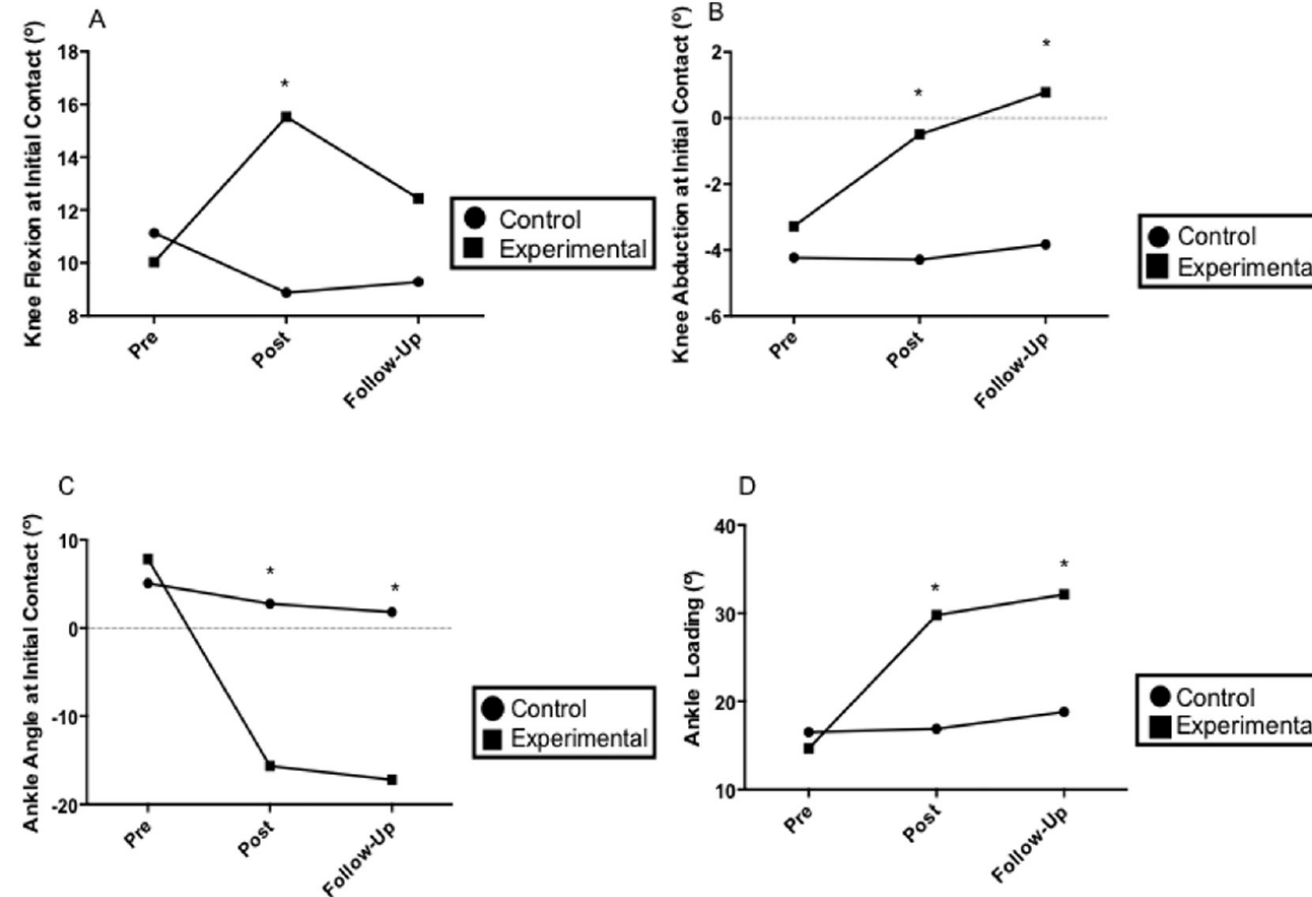 A
Knee Flexion at Initial Contact (º)
18
16
14
12
10
8
*
Pre
Post
Follow-Up
Control
Experimental
B
Knee Abduction at Initial Contact (º)
2
0
-2
-4
-6
*
*
Pre
Post
Follow-Up
Control
Experimenta
C
Ankle Angle at Initial Contact (º)
10
0
-10
-20
*
*
Pre
Post
Follow-Up
Control
Experimental
D
Ankle Loading (º)
40
30
20
10
*
*
Pre
Post
Follow-Up
Control
Experimenta